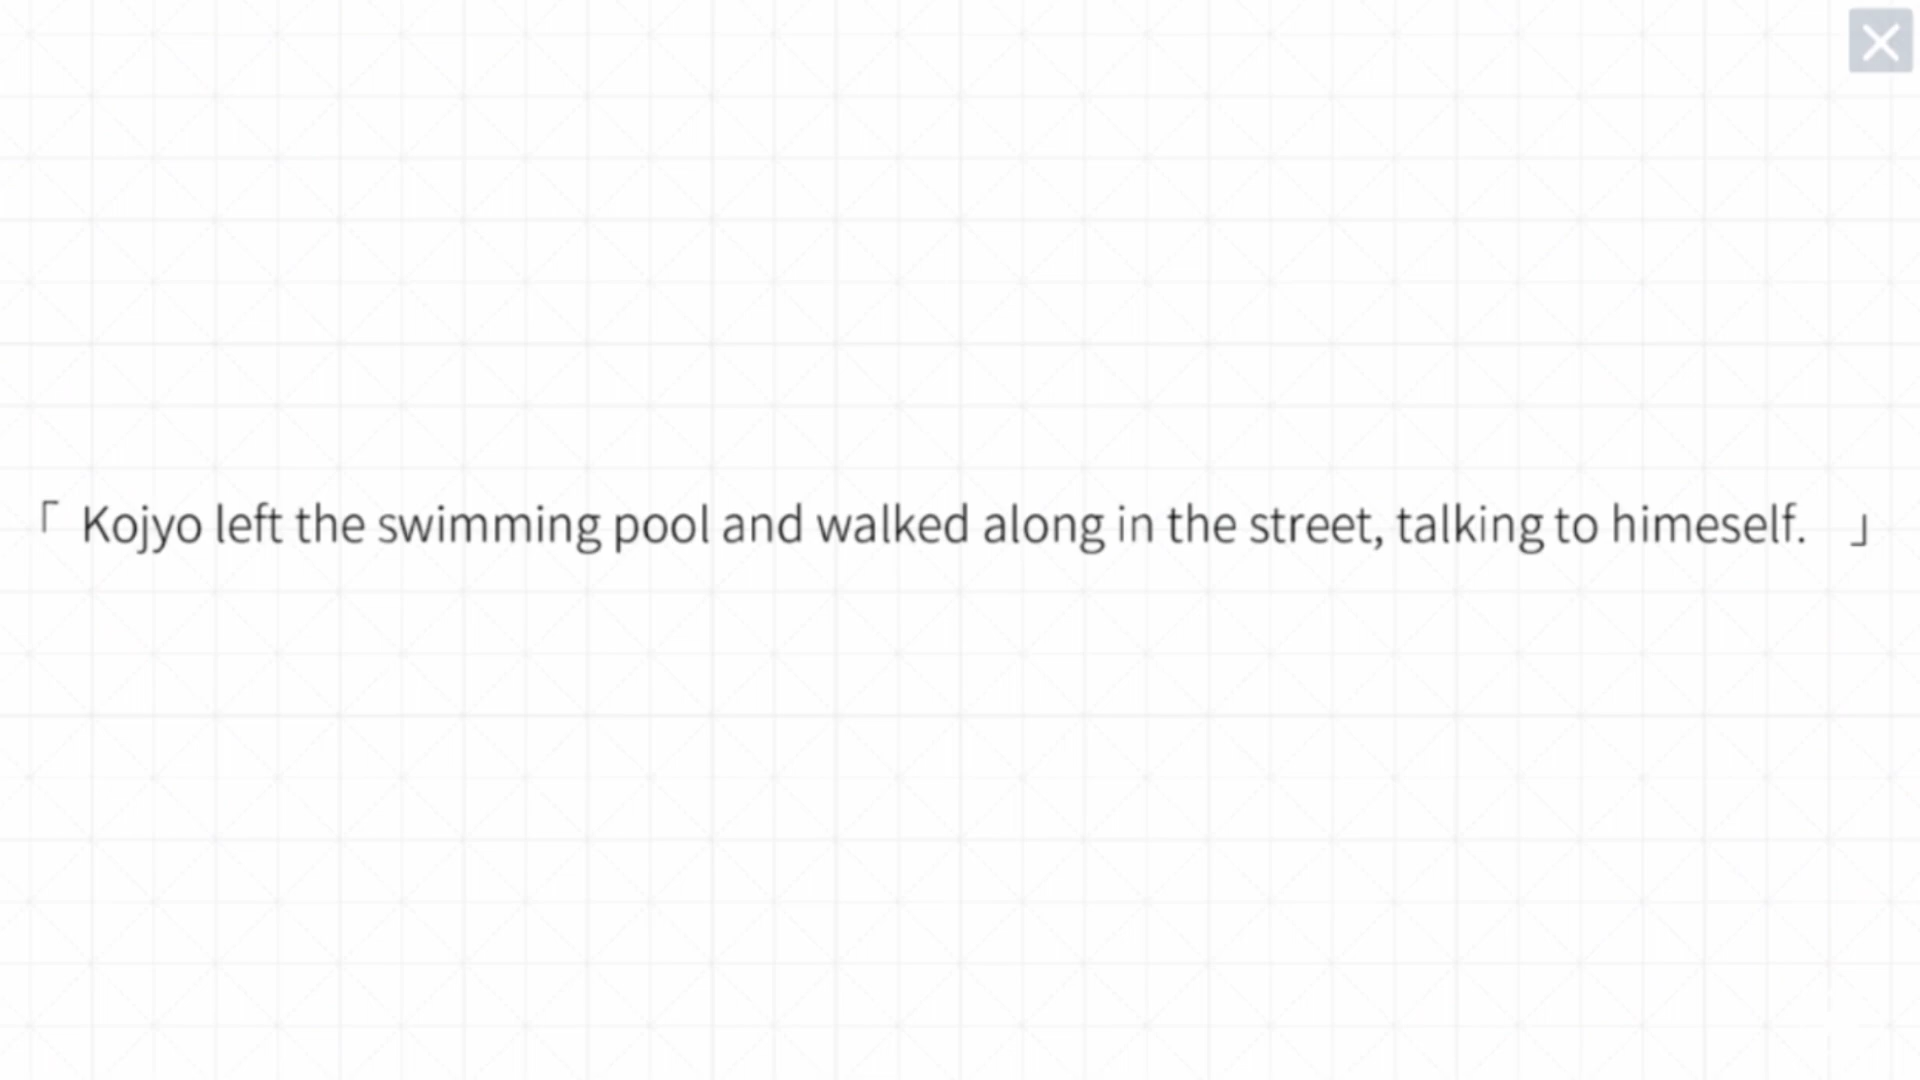 「 Kojyo left the swimming pool and walked along in the street, talking to himeself. 」